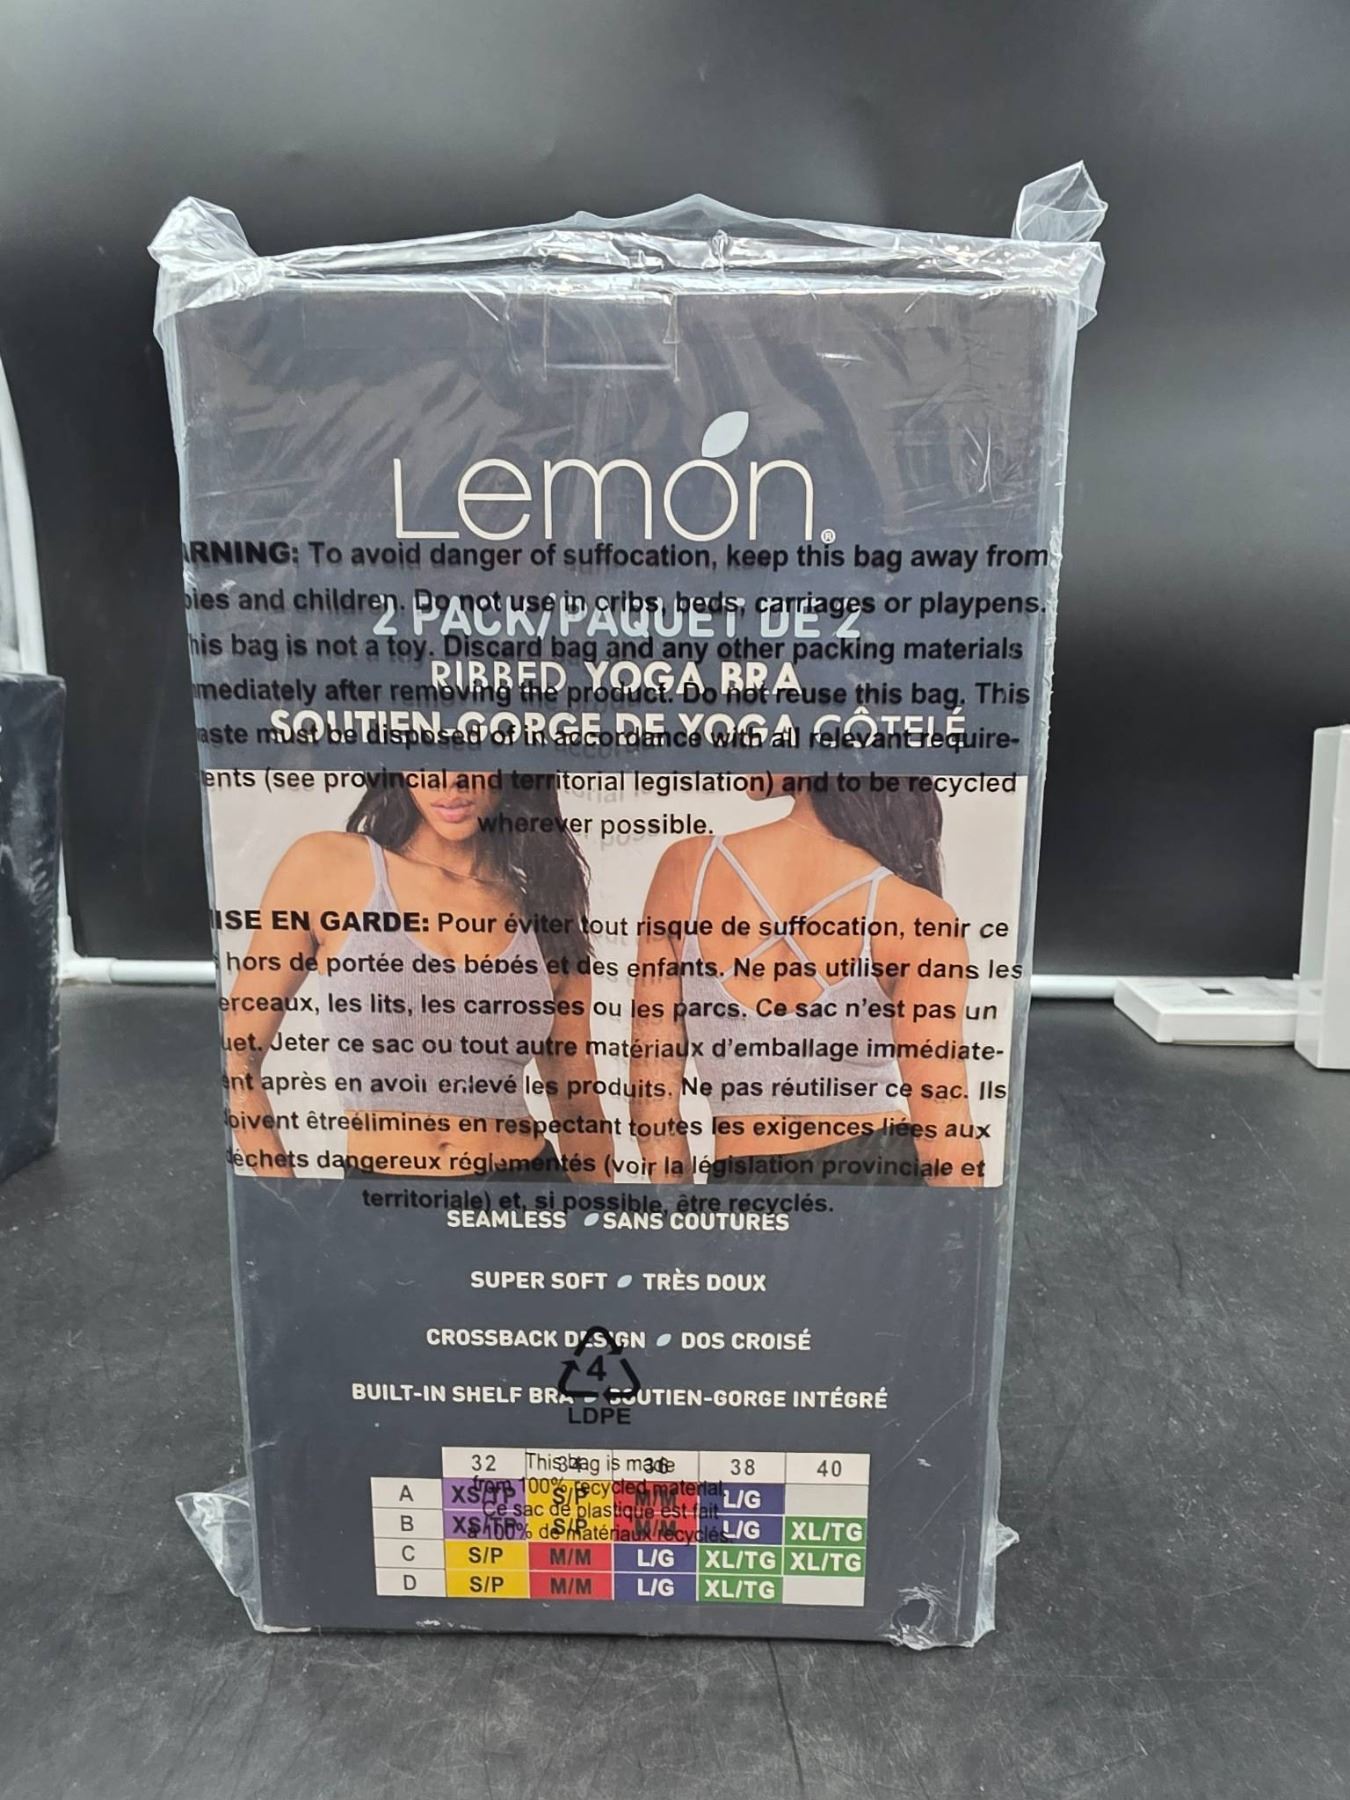 Lemon®
ARNING: To avoid danger of suffocation, keep this bag away from
bies and children. Do not use in cribs, beds, carriages or playpens.
2 PACK/PAQUET DE 2
his bag is not a toy. Discard bag and any other packing materials
RIBBED YOGA BRA
mediately after removing the product. Do not reuse this bag. This
SOUTIEN-GORGE DE YOGA CÔTELÉ
aste must be disposed of in accordance with all relevant require-
ents (see provincial and territorial legislation) and to be recycled
wherever possible.
ISE EN GARDE: Pour éviter tout risque de suffocation, tenir ce
hors de portée des bébés et des enfants. Ne pas utiliser dans les
erceaux, les lits, les carrosses ou les parcs. Ce sac n'est pas un
uet. Jeter ce sac ou tout autre matériaux d'emballage immédiate-
ent après en avoir enlevé les produits. Ne pas réutiliser ce sac. Ils
oivent êtreéliminés en respectant toutes les exigences liées aux
échets dangereux réglementés (voir la législation provinciale et
territoriale) et, si possible, être recyclés.
SEAMLESS SANS COUTURES
SUPER SOFT TRÈS DOUX
CROSSBACK DESIGN DOS CROISÉ
4
BUILT-IN SHELF BRA SOUTIEN-GORGE INTÉGRÉ
LDPE
32 34 36 38 40
This bag is made
from 100% recycled material.
A XS/TP S/P M/M L/G
Ce sac de plastique est fait
B XS/TP S/P M/M L/G XL/TG
à 100% de matériaux recyclés.
C S/P M/M L/G XL/TG XL/TG
D S/P M/M L/G XL/TG